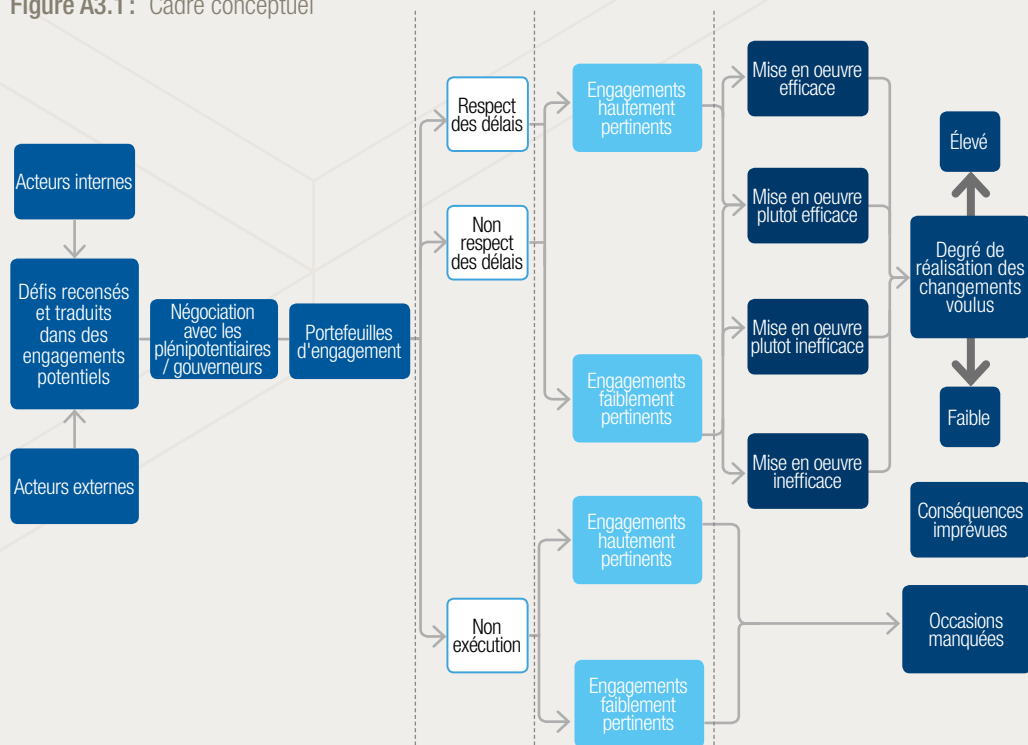 Figure A3.1 : Cadre conceptuel
Acteurs internes
Défis recensés
et traduits
dans des
engagements
potentiels
Acteurs externes
Négociation
avec les
plénipotentiaires
/ gouverneurs
Portefeuilles
d'engagement
Respect
des délais
Non
respect
des délais
Non
exécution
Engagements
hautement
pertinents
Engagements
faiblement
pertinents
Engagements
hautement
pertinents
Engagements
faiblement
pertinents
Mise en oeuvre
efficace
Mise en oeuvre
plutot efficace
Mise en oeuvre
plutot inefficace
Mise en oeuvre
inefficace
Élevé
Degré de
réalisation des
changements
voulus
Faible
Conséquences
imprévues
Occasions
manquées